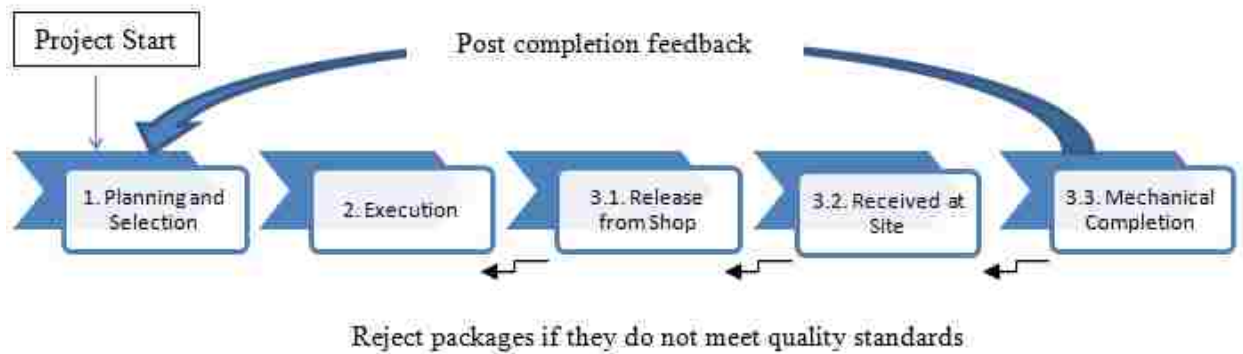 Project Start
Post completion feedback
1. Planning and
Selection
2. Execution
3.1. Release
from Shop
3.2. Received at
Site
3.3. Mechanical
Completion
Reject packages if they do not meet quality standards